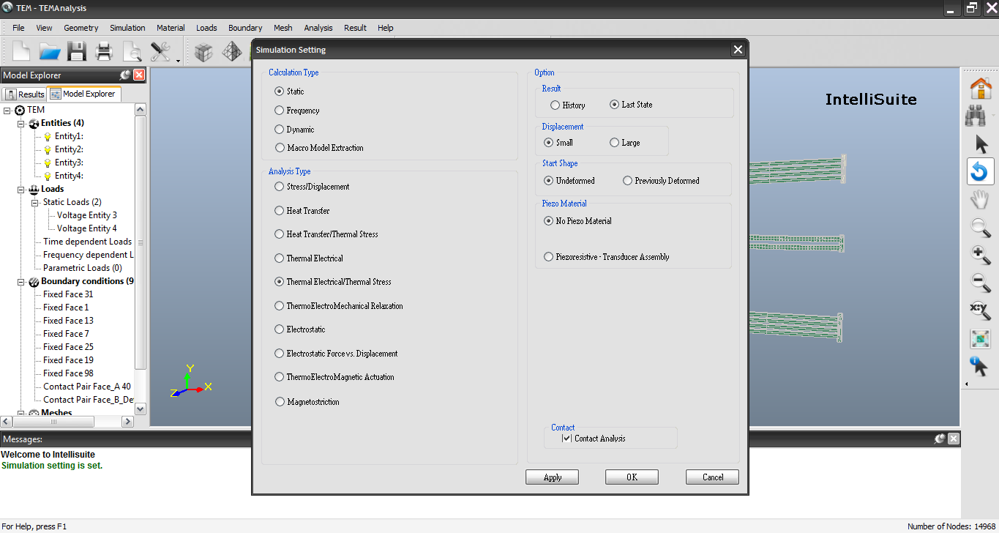 TEM - TEMAnalysis
File View Geometry Simulation Material Loads Boundary Mesh Analysis Result Help
Model Explorer
Results Model Explorer
TEM
Entities (4)
Entity1:
Entity2:
Entity3:
Entity4:
Loads
Static Loads (2)
Voltage Entity 3
Voltage Entity 4
Time dependent Loads
Frequency dependent L
Parametric Loads (0)
Boundary conditions (9
Fixed Face 31
Fixed Face 1
Fixed Face 13
Fixed Face 7
Fixed Face 25
Fixed Face 19
Fixed Face 98
Contact Pair Face_A 40
Contact Pair Face_B_De
Meshes
Simulation Setting
Calculation Type
Static
Frequency
Dynamic
Macro Model Extraction
Analysis Type
Stress/Displacement
Heat Transfer
Heat Transfer/Thermal Stress
Thermal Electrical
Thermal Electrical/Thermal Stress
ThermoElectroMechanical Relaxation
Electrostatic
Electrostatic Force vs. Displacement
ThermoElectroMagnetic Actuation
Magnetostriction
Option
Result
History Last State
Displacement
Small Large
Start Shape
Undeformed Previously Deformed
Piezo Material
No Piezo Material
Piezoresistive - Transducer Assembly
Contact
Contact Analysis
Apply OK Cancel
IntelliSuite
X
Y
Z
x:y
Messages:
Welcome to Intellisuite
Simulation setting is set.
For Help, press F1
Number of Nodes: 14968